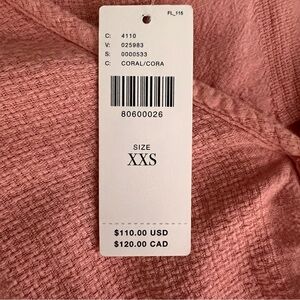 FL_115
C: 4110
V: 025983
S: 0000533
C: CORAL/CORA
80600026
SIZE
XXS
$110.00 USD
$120.00 CAD